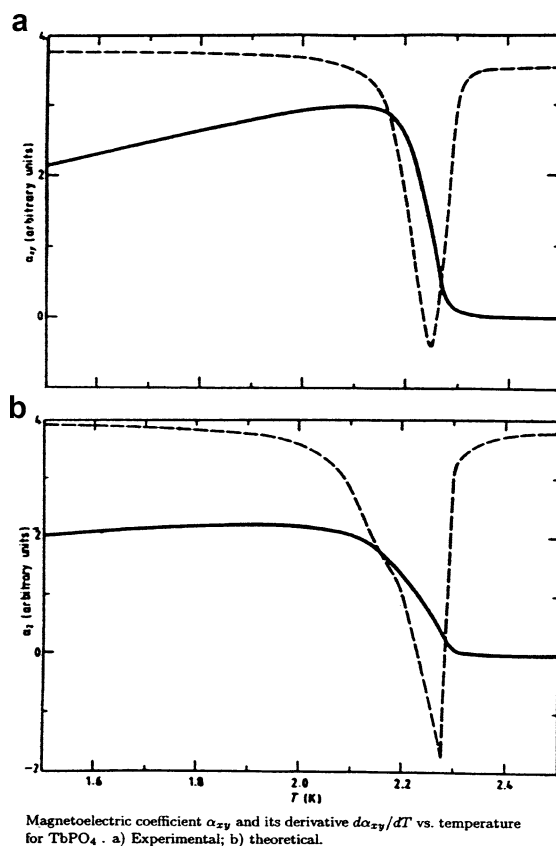 a
4
2
0
α_xy (arbitrary units)
b
4
2
0
-2
α_2 (arbitrary units)
1.6 1.8 2.0 2.2 2.4
T (K)
Magnetoelectric coefficient α_xy and its derivative dα_xy/dT vs. temperature
for TbPO₄ . a) Experimental; b) theoretical.